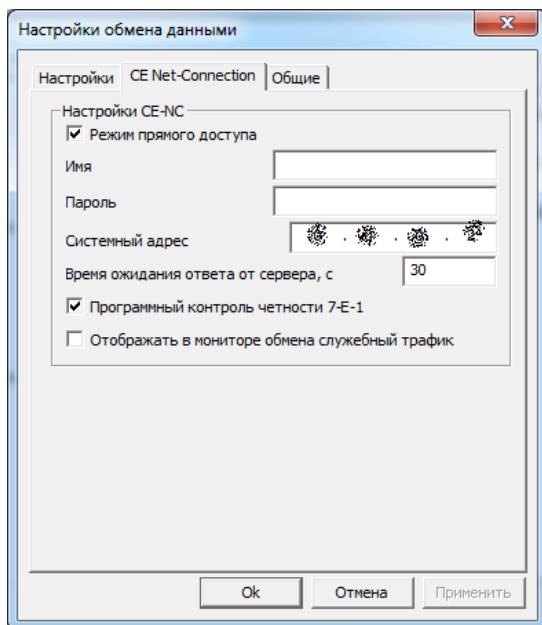 Настройки обмена данными
Настройки CE Net-Connection Общие
Настройки CE-NC
Режим прямого доступа
Имя
Пароль
Системный адрес . . .
Время ожидания ответа от сервера, с 30
Программный контроль четности 7-E-1
Отображать в мониторе обмена служебный трафик
Ok Отмена Применить